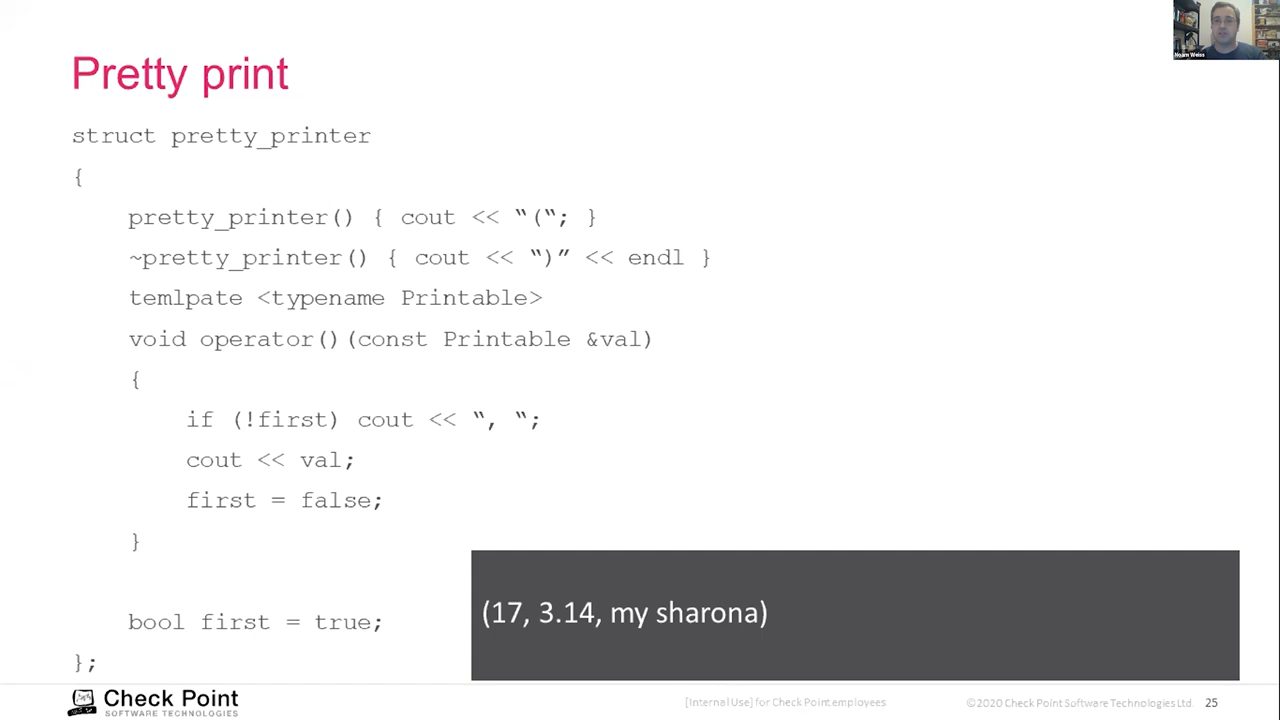 Noam Weiss
Pretty print
struct pretty_printer
{
pretty_printer() { cout << “(“; }
~pretty_printer() { cout << “)” << endl }
temlpate <typename Printable>
void operator()(const Printable &val)
{
if (!first) cout << “, “;
cout << val;
first = false;
}
bool first = true;
};
(17, 3.14, my sharona)
Check Point
SOFTWARE TECHNOLOGIES
[Internal Use] for Check Point employees
©2020 Check Point Software Technologies Ltd.
25